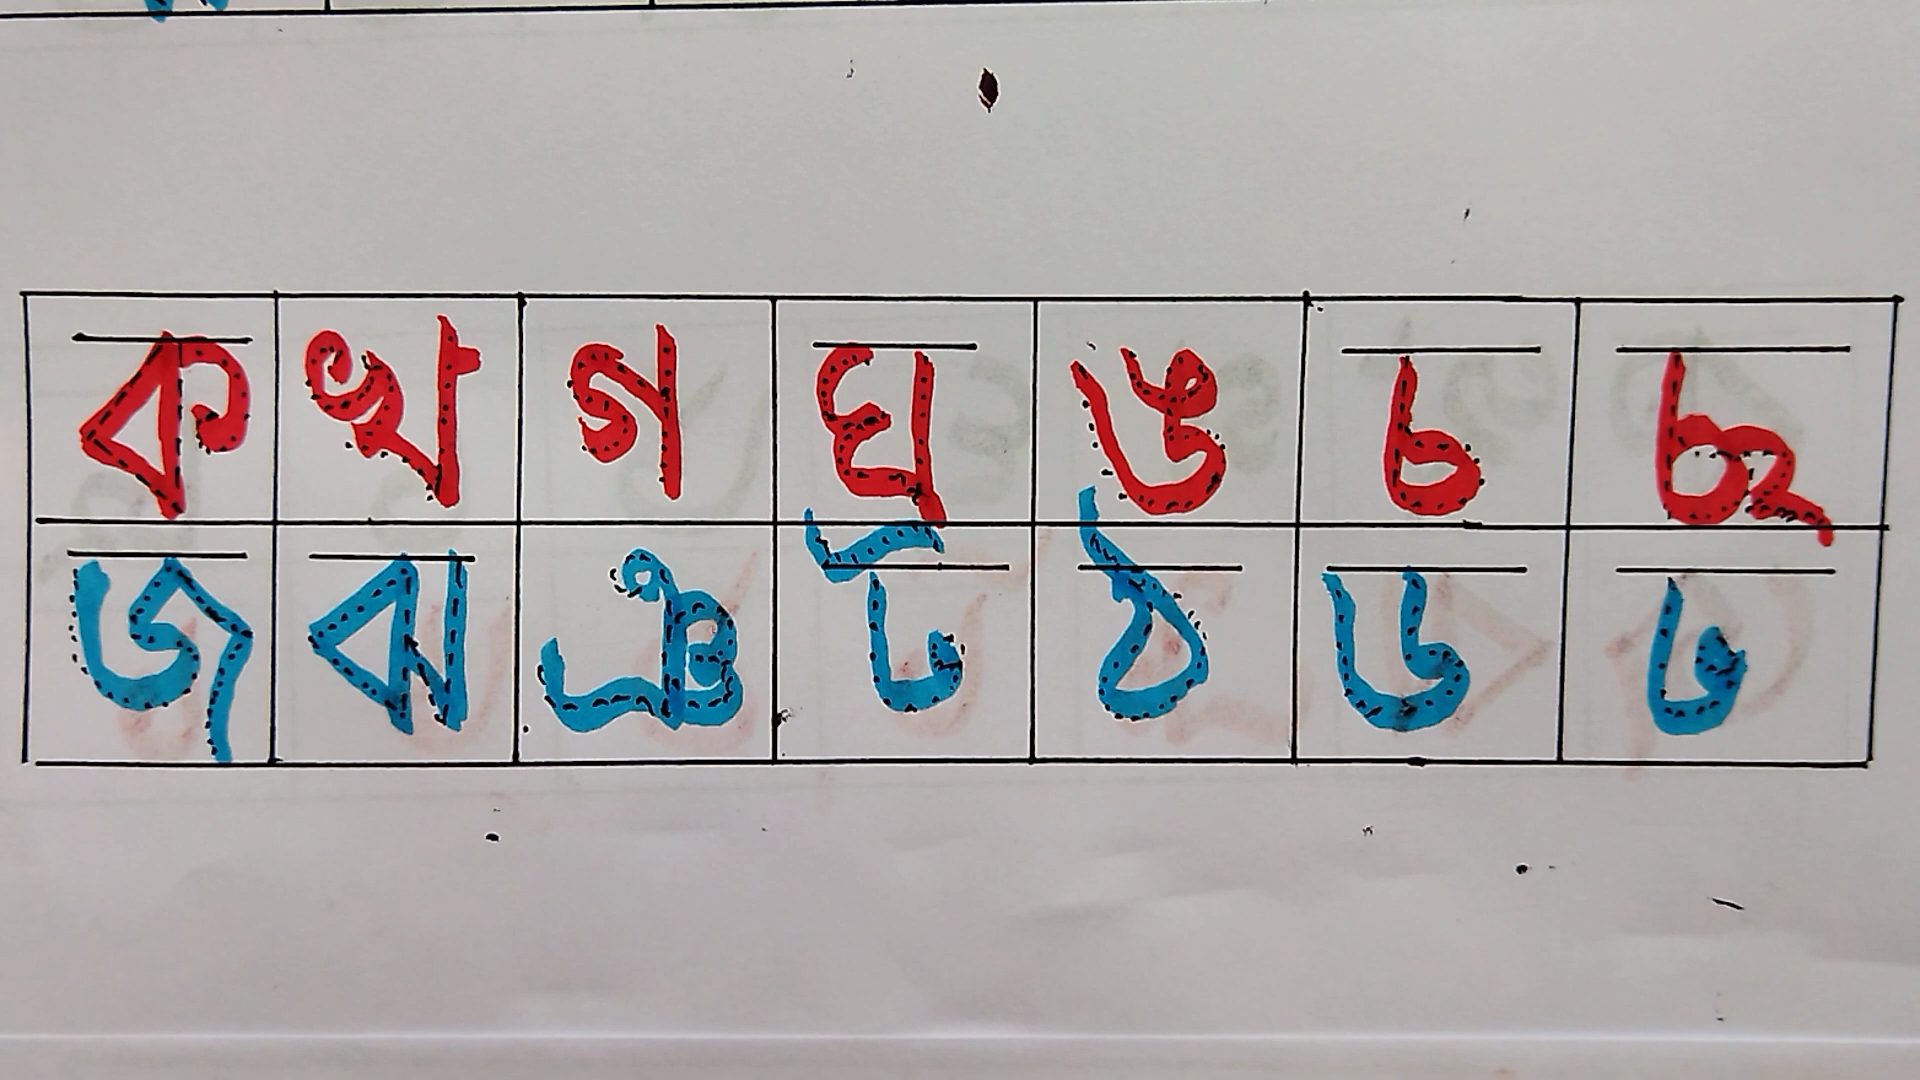 ক খ গ ঘ ঙ চ ছ
জ ঝ ঞ ট ঠ ড ঢ